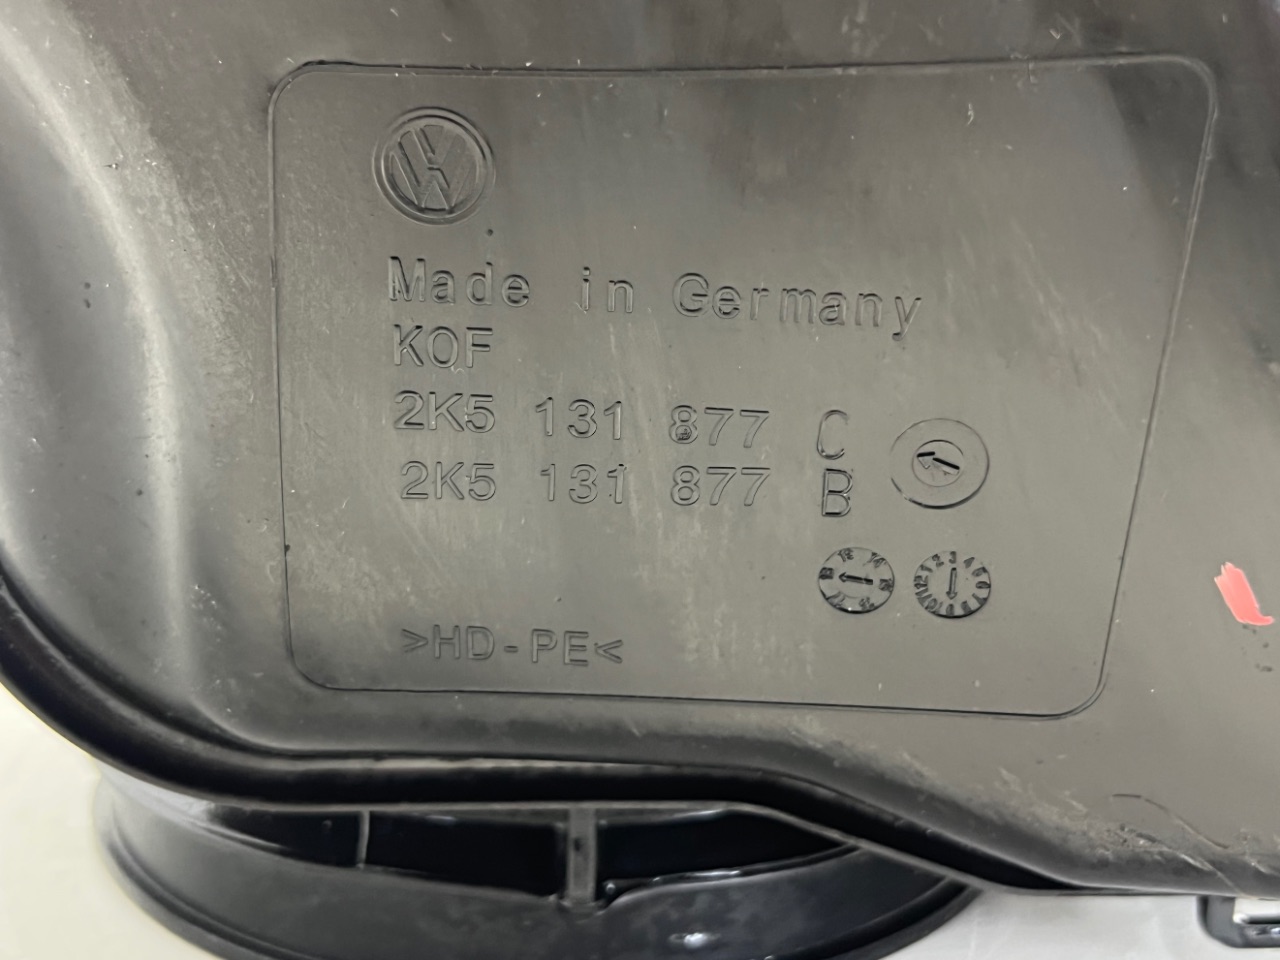 Made in Germany
KOF
2K5 131 877 C
2K5 131 877 B
>HD-PE<